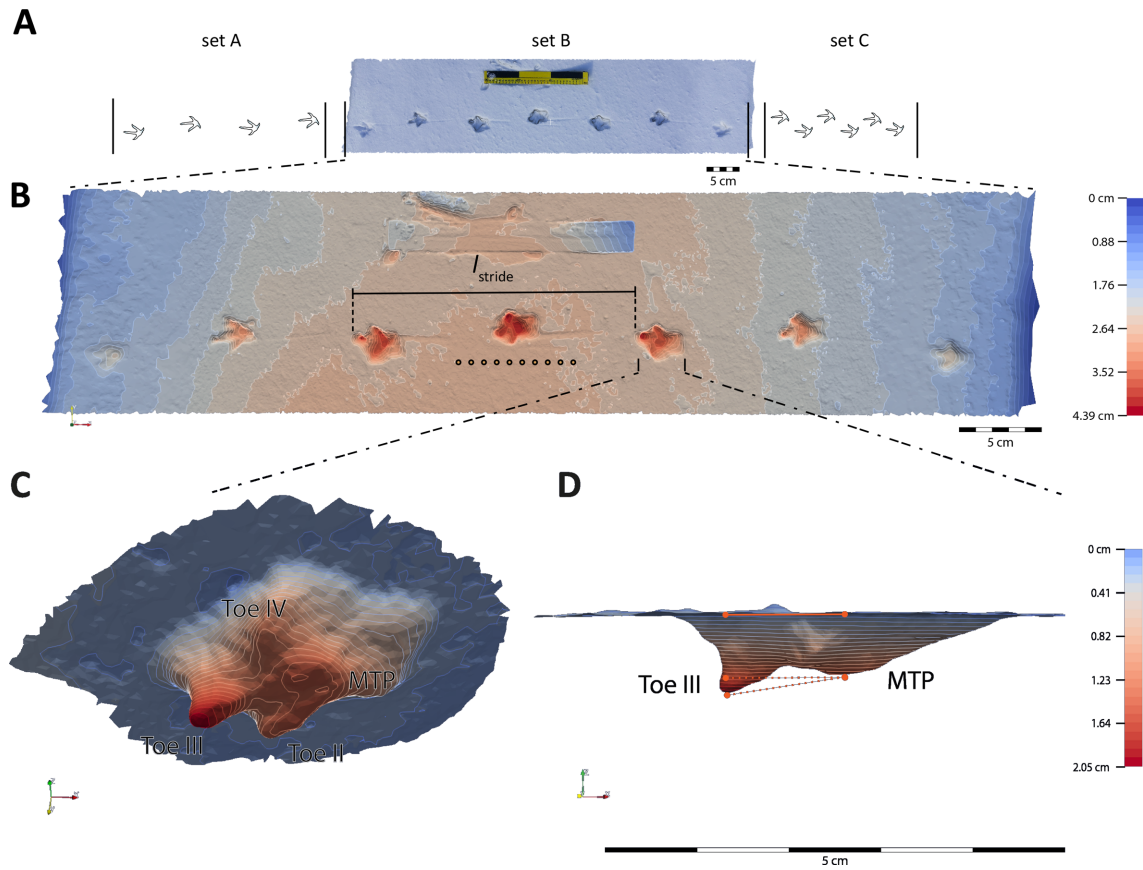 A
set A
set B
set C
5 cm
B
0 cm
0.88
1.76
2.64
3.52
4.39 cm
stride
5 cm
C
D
Toe IV
MTP
Toe III
Toe II
Toe III
MTP
0 cm
0.41
0.82
1.23
1.64
2.05 cm
5 cm